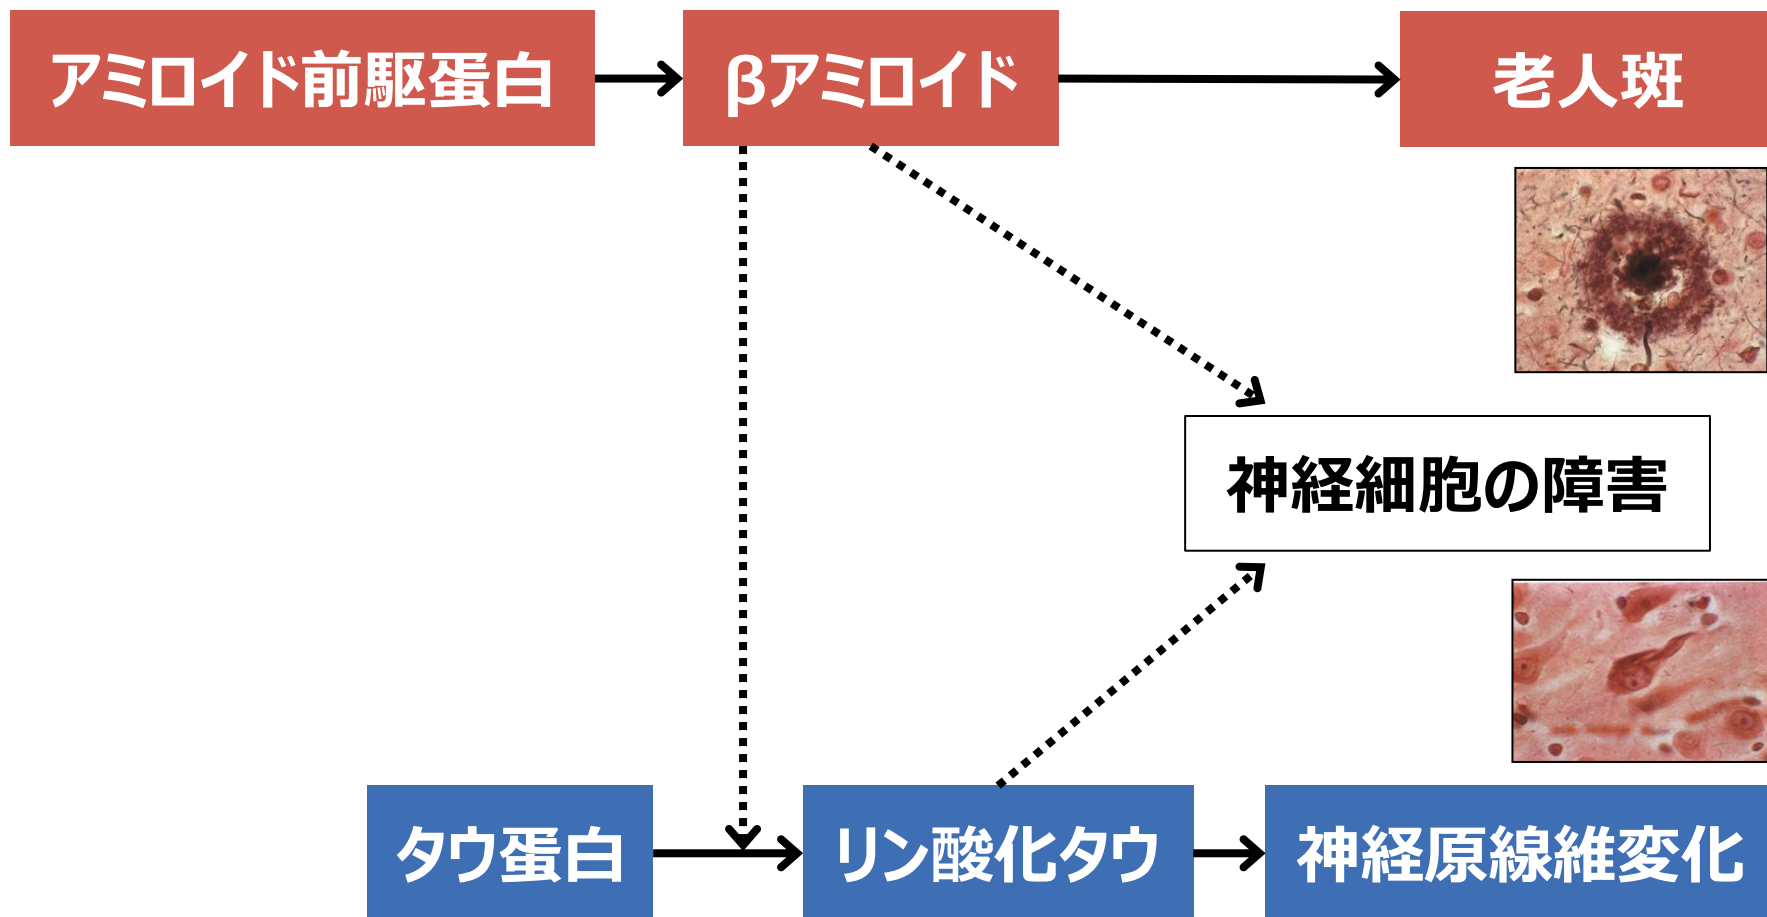 アミロイド前駆蛋白
βアミロイド
老人斑
神経細胞の障害
タウ蛋白
リン酸化タウ
神経原線維変化